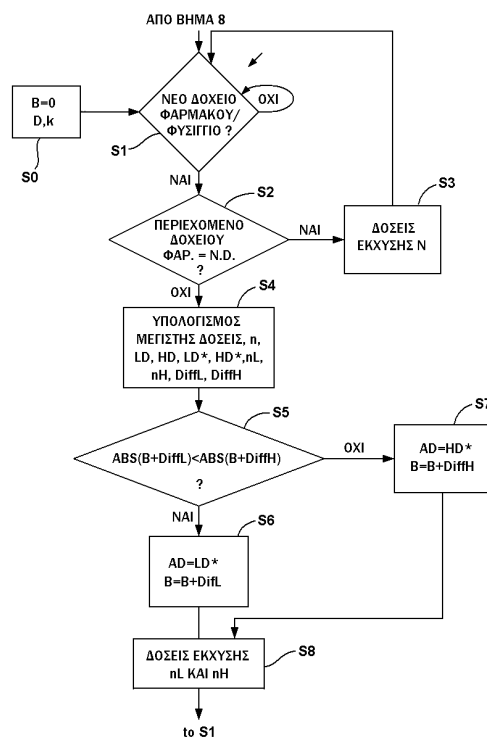 ΑΠΟ ΒΗΜΑ 8
B=0
D,k
S0
ΝΕΟ ΔΟΧΕΙΟ
ΦΑΡΜΑΚΟΥ/
ΦΥΣΙΓΓΙΟ ?
ΟΧΙ
S1
ΝΑΙ
S2
S3
ΠΕΡΙΕΧΟΜΕΝΟ
ΔΟΧΕΙΟΥ
ΦΑΡ. = N.D.
?
ΝΑΙ
ΔΟΣΕΙΣ
ΕΚΧΥΣΗΣ N
ΟΧΙ
S4
ΥΠΟΛΟΓΙΣΜΟΣ
ΜΕΓΙΣΤΗΣ ΔΟΣΕΙΣ, n,
LD, HD, LD*, HD*,nL,
nH, DiffL, DiffH
S5
S7
ABS(B+DiffL)<ABS(B+DiffH)
?
ΟΧΙ
AD=HD*
B=B+DiffH
ΝΑΙ
S6
AD=LD*
B=B+DifL
ΔΟΣΕΙΣ ΕΚΧΥΣΗΣ
nL ΚΑΙ nH
S8
to S1